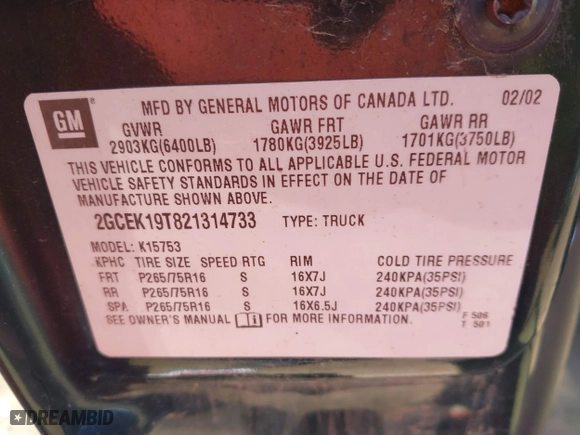 GM ® MFD BY GENERAL MOTORS OF CANADA LTD. 02/02
GVWR GAWR FRT GAWR RR
2903KG(6400LB) 1780KG(3925LB) 1701KG(3750LB)
THIS VEHICLE CONFORMS TO ALL APPLICABLE U.S. FEDERAL MOTOR
VEHICLE SAFETY STANDARDS IN EFFECT ON THE DATE OF
MANUFACTURE SHOWN ABOVE.
2GCEK19T821314733 TYPE: TRUCK
MODEL: K15753
KPHC TIRE SIZE SPEED RTG RIM COLD TIRE PRESSURE
FRT P265/75R16 S 16X7J 240KPA(35PSI)
RR P265/75R16 S 16X7J 240KPA(35PSI)
SPA P265/75R16 S 16X6.5J 240KPA(35PSI)
SEE OWNER'S MANUAL FOR MORE INFORMATION.
F 506
T 501
DREAMBID